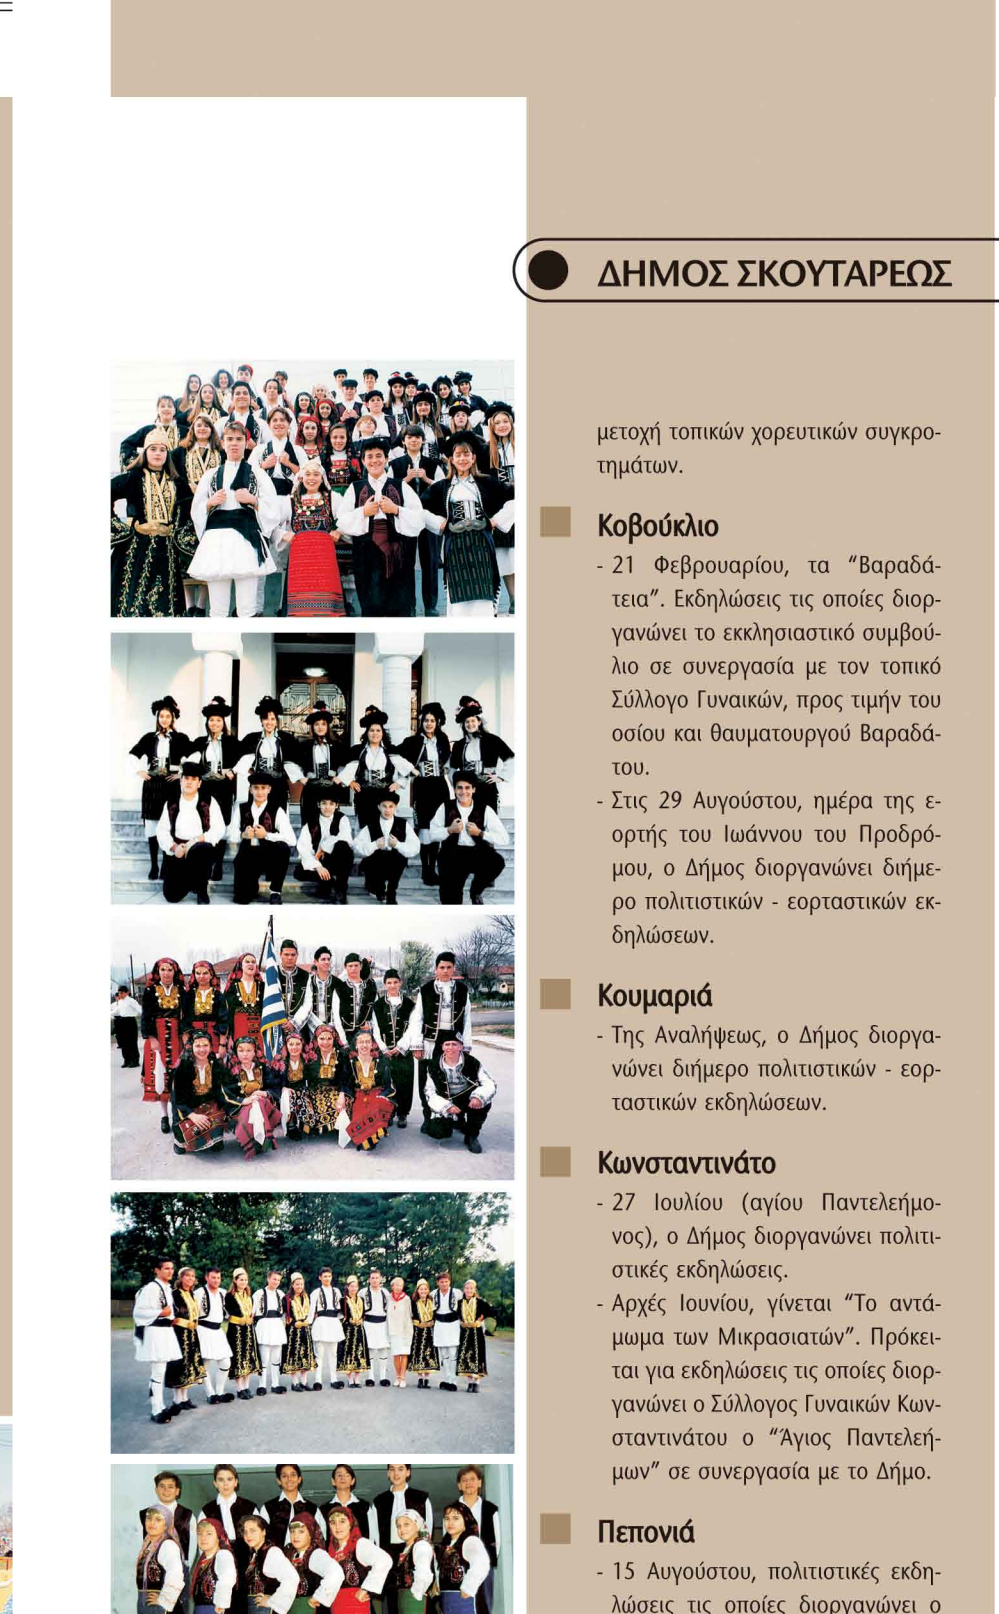 ΔΗΜΟΣ ΣΚΟΥΤΑΡΕΩΣ
μετοχή τοπικών χορευτικών συγκρο-
τημάτων.
Κοβούκλιο
- 21 Φεβρουαρίου, τα “Βαραδά-
τεια”. Εκδηλώσεις τις οποίες διορ-
γανώνει το εκκλησιαστικό συμβού-
λιο σε συνεργασία με τον τοπικό
Σύλλογο Γυναικών, προς τιμήν του
οσίου και θαυματουργού Βαραδά-
του.
- Στις 29 Αυγούστου, ημέρα της ε-
ορτής του Ιωάννου του Προδρό-
μου, ο Δήμος διοργανώνει διήμε-
ρο πολιτιστικών - εορταστικών εκ-
δηλώσεων.
Κουμαριά
- Της Αναλήψεως, ο Δήμος διοργα-
νώνει διήμερο πολιτιστικών - εορ-
ταστικών εκδηλώσεων.
Κωνσταντινάτο
- 27 Ιουλίου (αγίου Παντελεήμο-
νος), ο Δήμος διοργανώνει πολιτι-
στικές εκδηλώσεις.
- Αρχές Ιουνίου, γίνεται “Το αντά-
μωμα των Μικρασιατών”. Πρόκει-
ται για εκδηλώσεις τις οποίες διορ-
γανώνει ο Σύλλογος Γυναικών Κων-
σταντινάτου ο “Άγιος Παντελεή-
μων” σε συνεργασία με το Δήμο.
Πεπονιά
- 15 Αυγούστου, πολιτιστικές εκδη-
λώσεις τις οποίες διοργανώνει ο